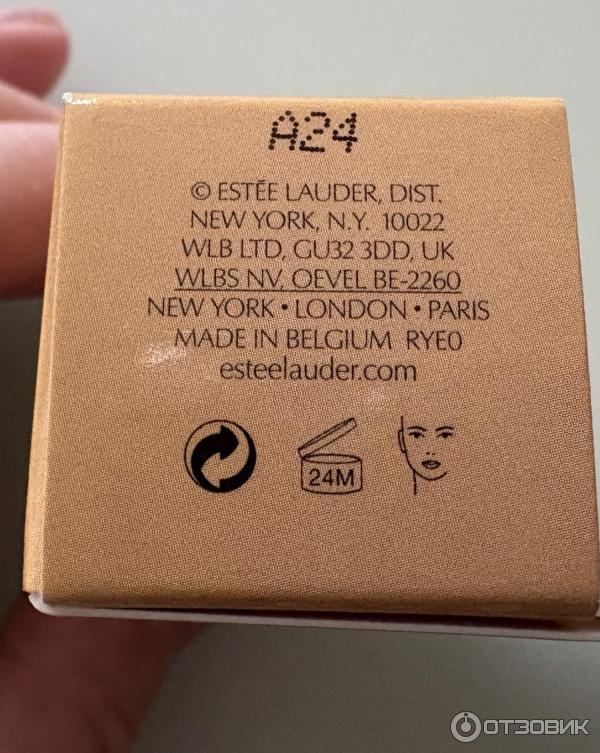 A24
© ESTÉE LAUDER, DIST.
NEW YORK, N.Y. 10022
WLB LTD, GU32 3DD, UK
WLBS NV, OEVEL BE-2260
NEW YORK • LONDON • PARIS
MADE IN BELGIUM RYE0
esteelauder.com
24M
ОТЗОВИК